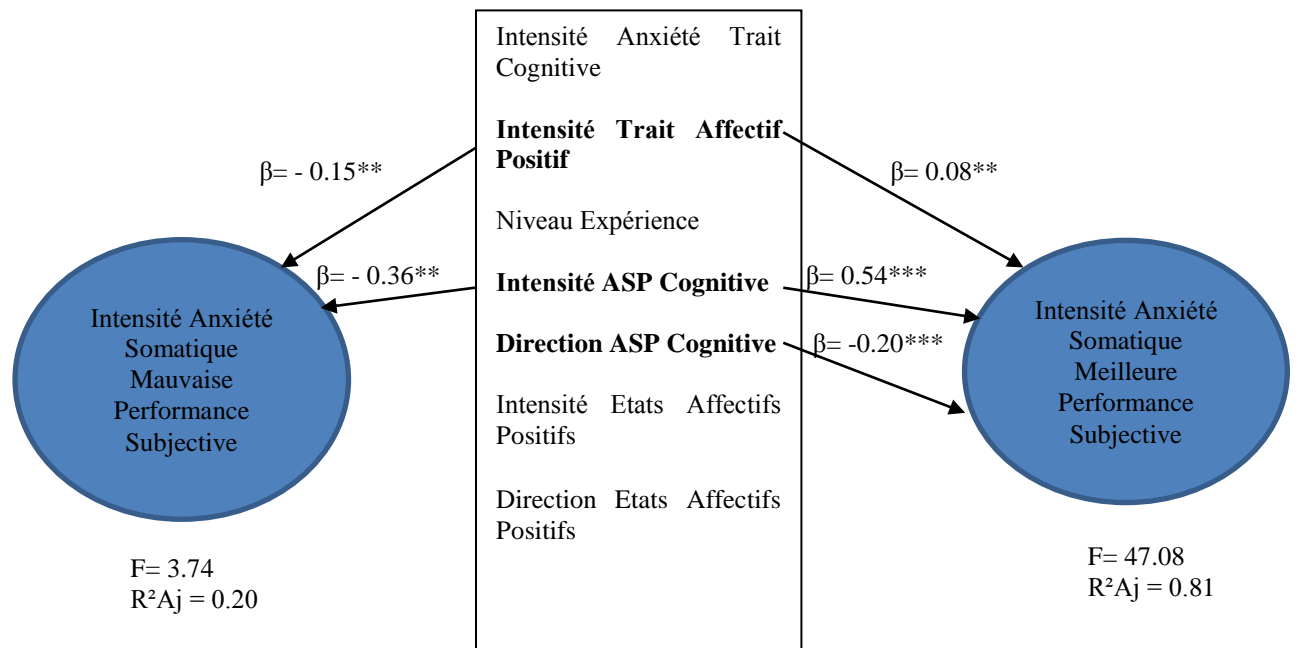 Intensité Anxiété Trait
Cognitive
Intensité Trait Affectif
Positif
Niveau Expérience
Intensité ASP Cognitive
Direction ASP Cognitive
Intensité Etats Affectifs
Positifs
Direction Etats Affectifs
Positifs
β= - 0.15**
β= - 0.36**
Intensité Anxiété
Somatique
Mauvaise
Performance
Subjective
F= 3.74
R²Aj = 0.20
β= 0.08**
β= 0.54***
β= -0.20***
Intensité Anxiété
Somatique
Meilleure
Performance
Subjective
F= 47.08
R²Aj = 0.81